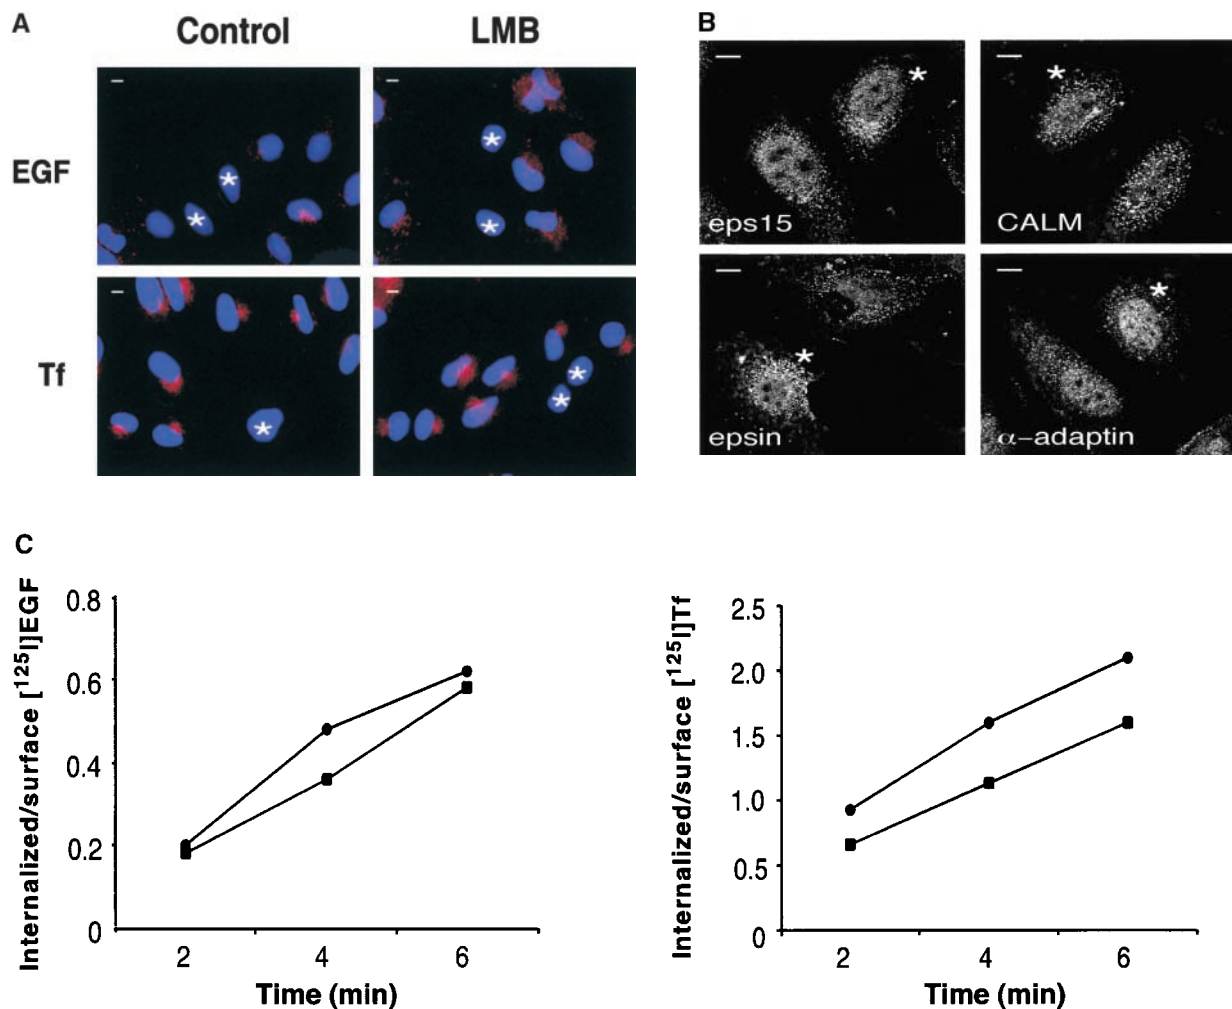 A
Control
LMB
EGF
*
*
*
*
Tf
*
*
*
B
*
eps15
*
CALM
*
epsin
*
α-adaptin
C
Internalized/surface [¹²⁵I]EGF
0.8
0.6
0.4
0.2
0
2 4 6
Time (min)
Internalized/surface [¹²⁵I]Tf
2.5
2.0
1.5
1.0
0.5
0
2 4 6
Time (min)